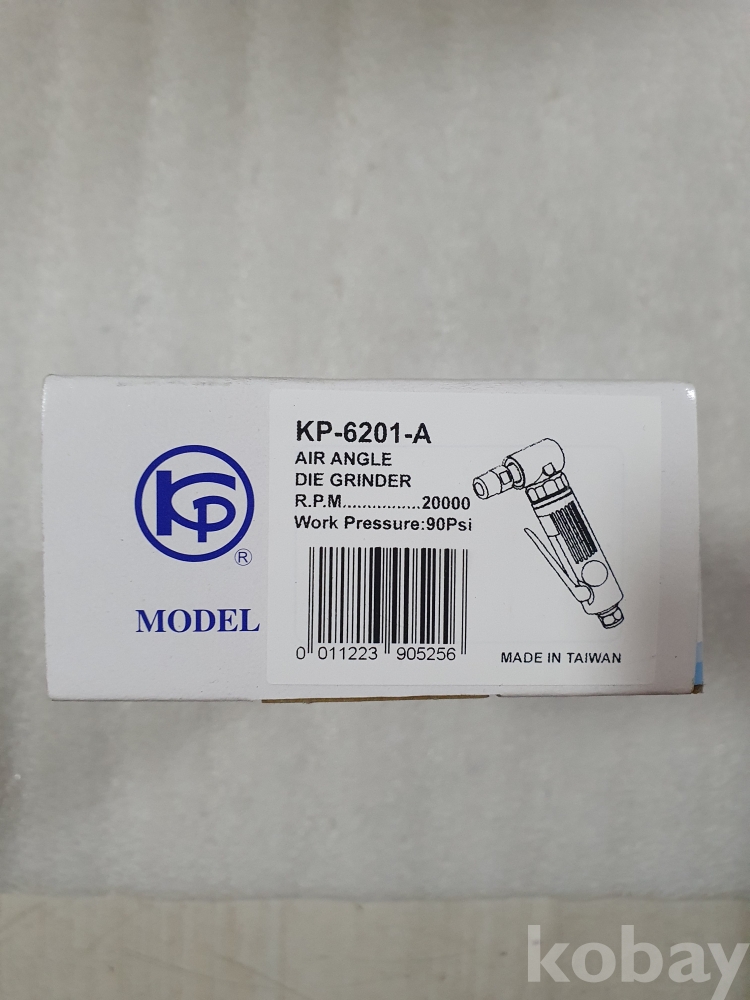 KP-6201-A
AIR ANGLE
DIE GRINDER
R.P.M................20000
Work Pressure:90Psi
KP
®
MODEL
0 011223 905256
MADE IN TAIWAN
kobay